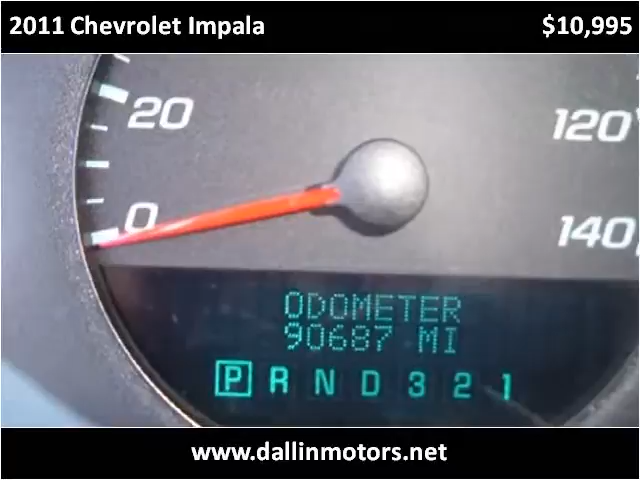 2011 Chevrolet Impala $10,995
20
120
0
140
ODOMETER
90687 MI
P R N D 3 2 1
www.dallinmotors.net